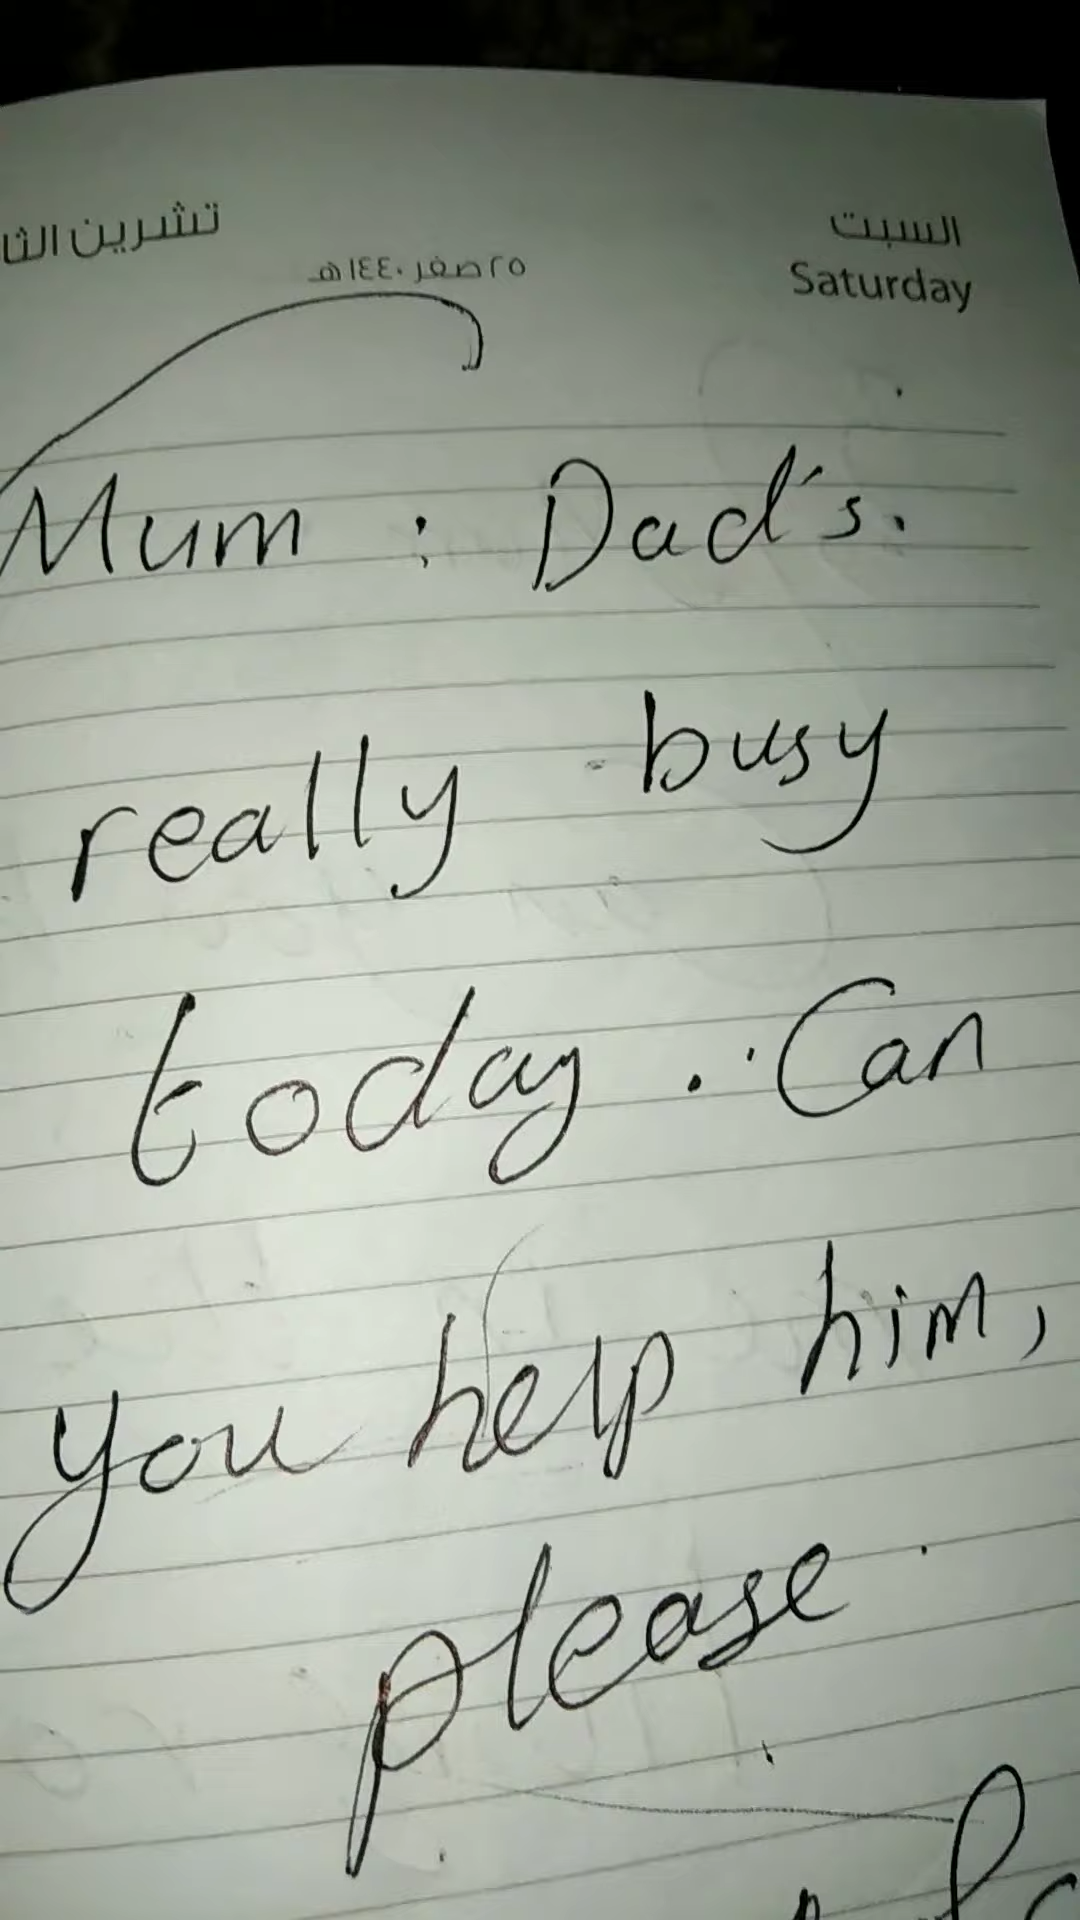 تشرين الثا
السبت
٢٥ صفر ١٤٤٠هـ
Saturday
Mum : Dad's.
really busy
today . Can
you help him,
please.